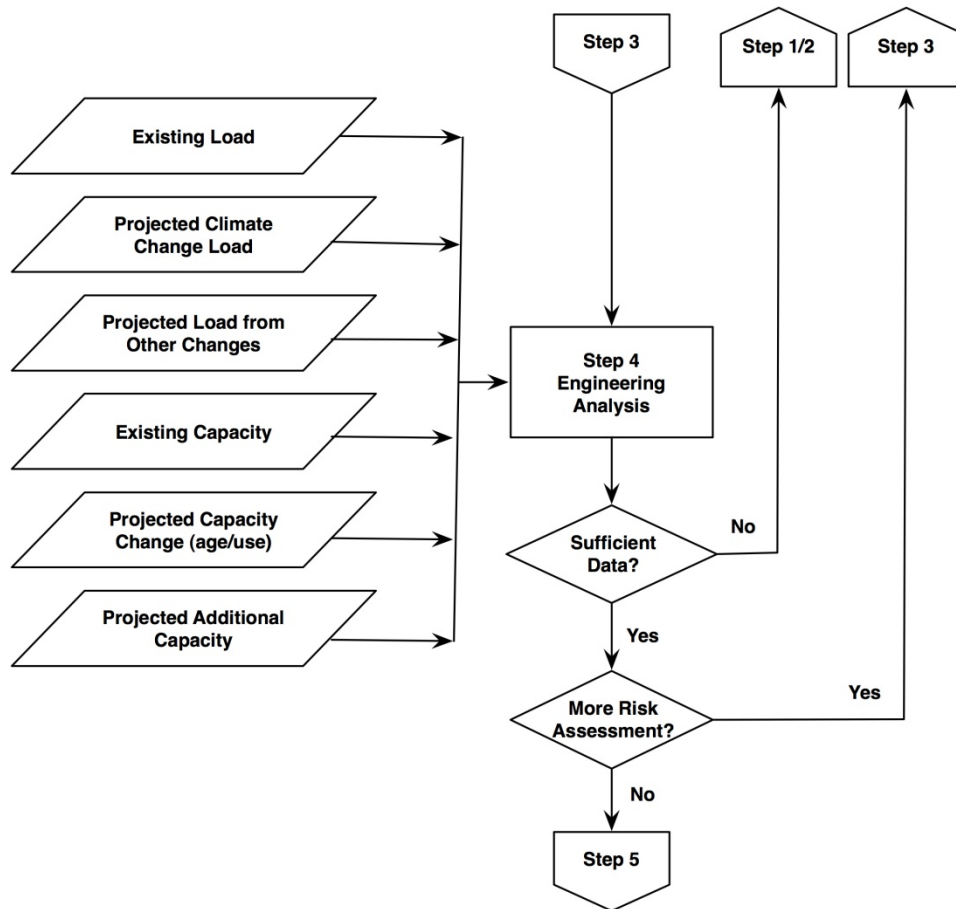 Step 3
Step 1/2
Step 3
Existing Load
Projected Climate
Change Load
Projected Load from
Other Changes
Existing Capacity
Projected Capacity
Change (age/use)
Projected Additional
Capacity
Step 4
Engineering
Analysis
Sufficient
Data?
No
Yes
More Risk
Assessment?
Yes
No
Step 5